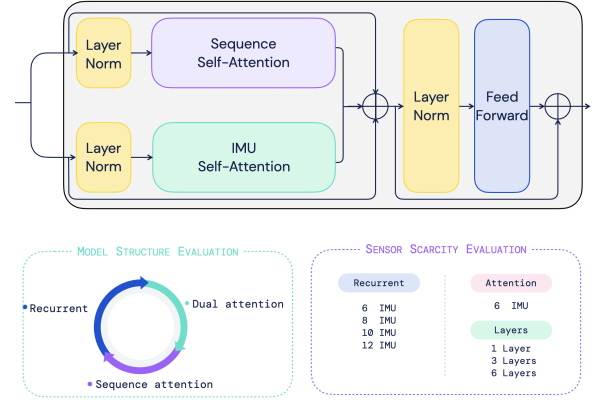 Layer
Norm
Sequence
Self-Attention
Layer
Norm
IMU
Self-Attention
Layer
Norm
Feed
Forward
MODEL STRUCTURE EVALUATION
Recurrent
Dual attention
Sequence attention
SENSOR SCARCITY EVALUATION
Recurrent
6 IMU
8 IMU
10 IMU
12 IMU
Attention
6 IMU
Layers
1 Layer
3 Layers
6 Layers